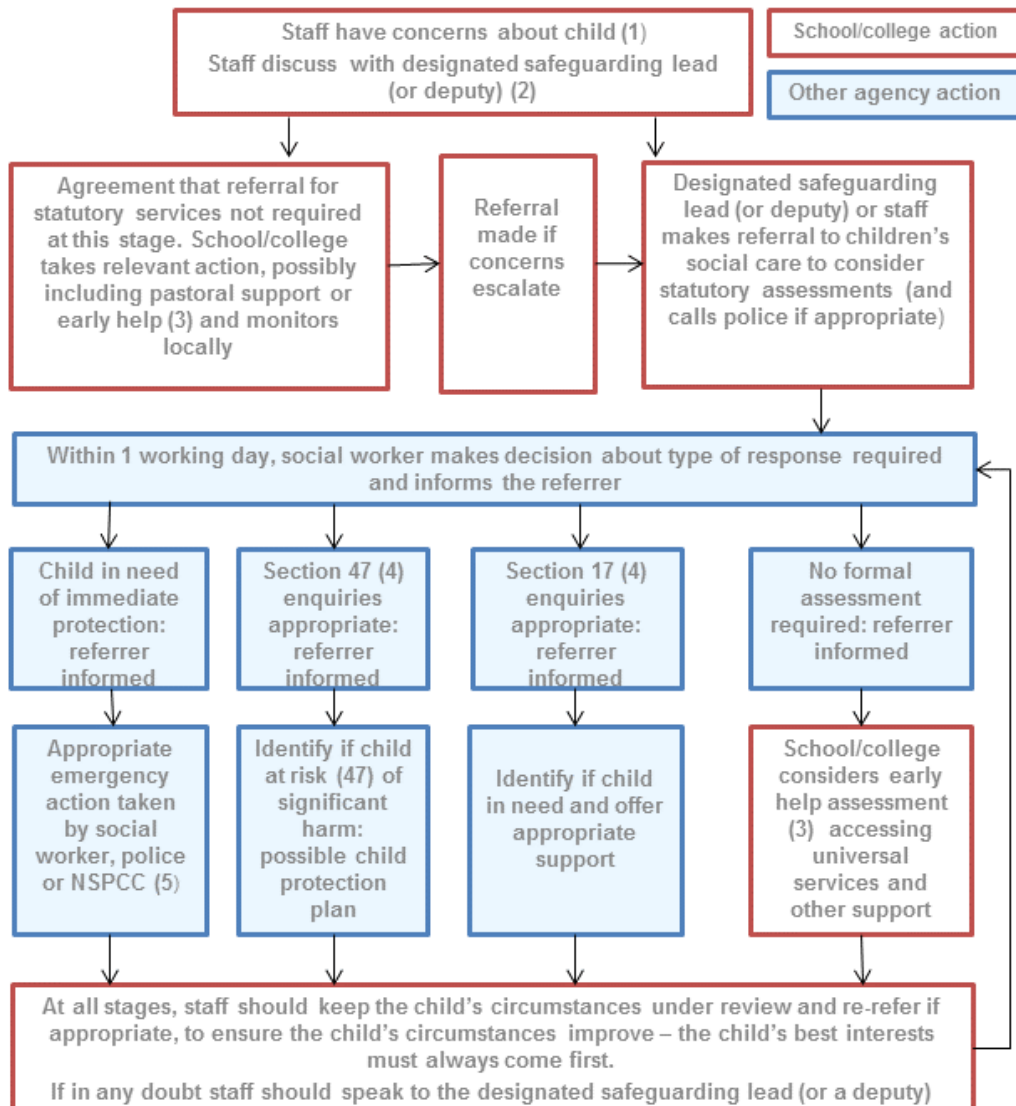 Staff have concerns about child (1)
Staff discuss with designated safeguarding lead
(or deputy) (2)
School/college action
Other agency action
Agreement that referral for
statutory services not required
at this stage. School/college
takes relevant action, possibly
including pastoral support or
early help (3) and monitors
locally
Referral
made if
concerns
escalate
Designated safeguarding
lead (or deputy) or staff
makes referral to children’s
social care to consider
statutory assessments (and
calls police if appropriate)
Within 1 working day, social worker makes decision about type of response required
and informs the referrer
Child in need
of immediate
protection:
referrer
informed
Section 47 (4)
enquiries
appropriate:
referrer
informed
Section 17 (4)
enquiries
appropriate:
referrer
informed
No formal
assessment
required: referrer
informed
Appropriate
emergency
action taken
by social
worker, police
or NSPCC (5)
Identify if child
at risk (47) of
significant
harm:
possible child
protection
plan
Identify if child
in need and offer
appropriate
support
School/college
considers early
help assessment
(3) accessing
universal
services and
other support
At all stages, staff should keep the child’s circumstances under review and re-refer if
appropriate, to ensure the child’s circumstances improve – the child’s best interests
must always come first.
If in any doubt staff should speak to the designated safeguarding lead (or a deputy)